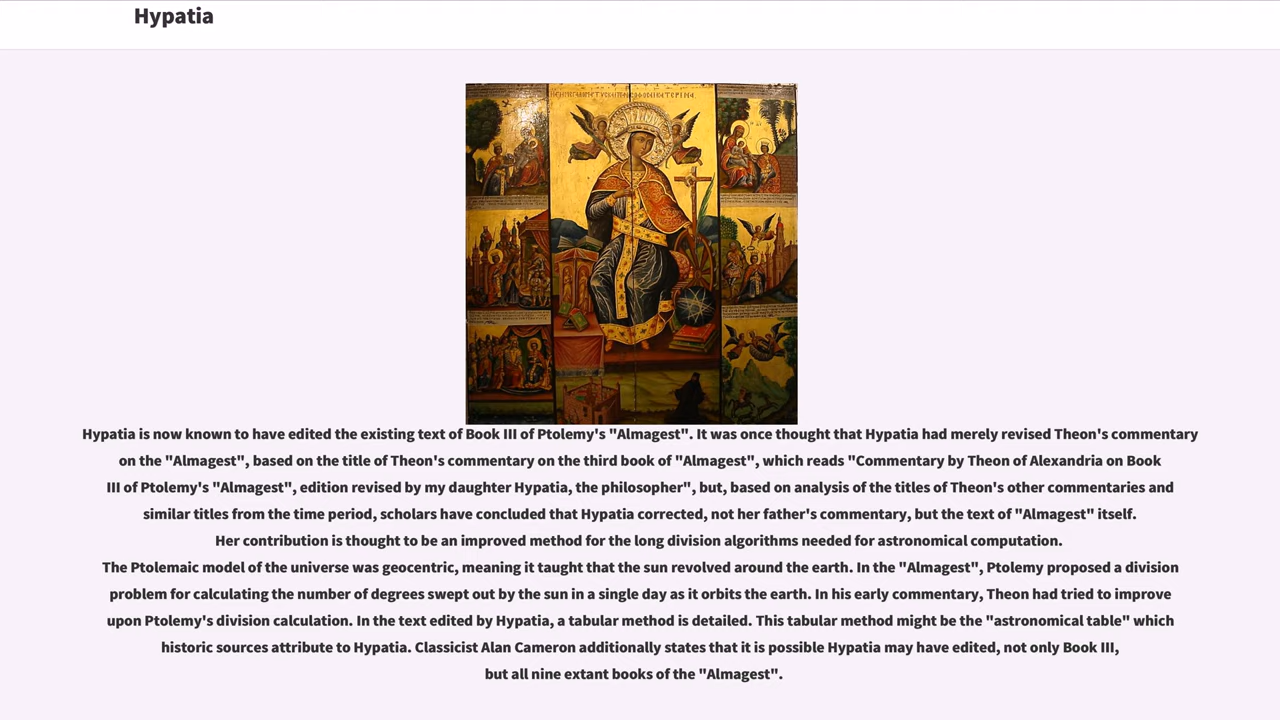 Hypatia
Hypatia is now known to have edited the existing text of Book III of Ptolemy's "Almagest". It was once thought that Hypatia had merely revised Theon's commentary
on the "Almagest", based on the title of Theon's commentary on the third book of "Almagest", which reads "Commentary by Theon of Alexandria on Book
III of Ptolemy's "Almagest", edition revised by my daughter Hypatia, the philosopher", but, based on analysis of the titles of Theon's other commentaries and
similar titles from the time period, scholars have concluded that Hypatia corrected, not her father's commentary, but the text of "Almagest" itself.
Her contribution is thought to be an improved method for the long division algorithms needed for astronomical computation.
The Ptolemaic model of the universe was geocentric, meaning it taught that the sun revolved around the earth. In the "Almagest", Ptolemy proposed a division
problem for calculating the number of degrees swept out by the sun in a single day as it orbits the earth. In his early commentary, Theon had tried to improve
upon Ptolemy's division calculation. In the text edited by Hypatia, a tabular method is detailed. This tabular method might be the "astronomical table" which
historic sources attribute to Hypatia. Classicist Alan Cameron additionally states that it is possible Hypatia may have edited, not only Book III,
but all nine extant books of the "Almagest".